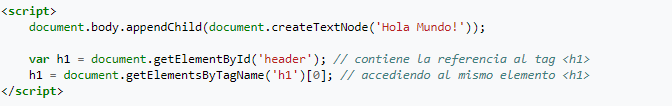 <script>
document.body.appendChild(document.createTextNode('Hola Mundo!'));
var h1 = document.getElementById('header'); // contiene la referencia al tag <h1>
h1 = document.getElementsByTagName('h1')[0]; // accediendo al mismo elemento <h1>
</script>